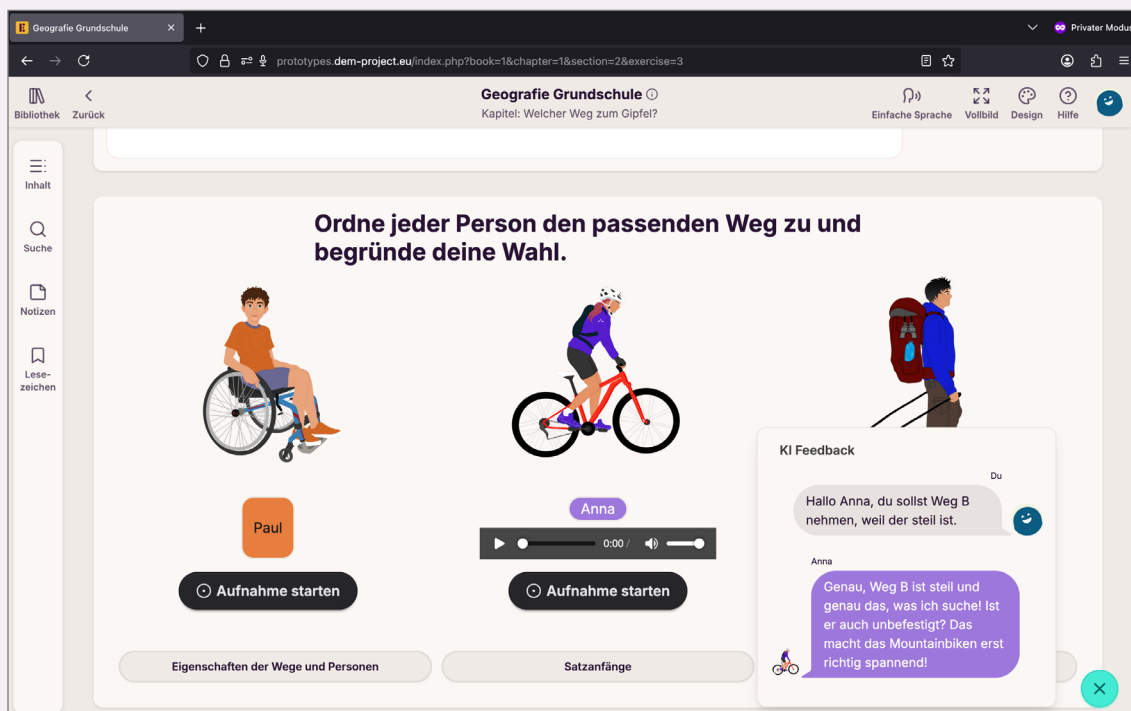 Geografie Grundschule
Privater Modus
prototypes.dem-project.eu/index.php?book=1&chapter=1&section=2&exercise=3
Bibliothek
Zurück
Geografie Grundschule
Kapitel: Welcher Weg zum Gipfel?
Einfache Sprache
Vollbild
Design
Hilfe
Inhalt
Suche
Notizen
Lese-
zeichen
Ordne jeder Person den passenden Weg zu und
begründe deine Wahl.
Paul
Aufnahme starten
Anna
0:00 /
Aufnahme starten
Eigenschaften der Wege und Personen
Satzanfänge
KI Feedback
Du
Hallo Anna, du sollst Weg B
nehmen, weil der steil ist.
Anna
Genau, Weg B ist steil und
genau das, was ich suche! Ist
er auch unbefestigt? Das
macht das Mountainbiken erst
richtig spannend!